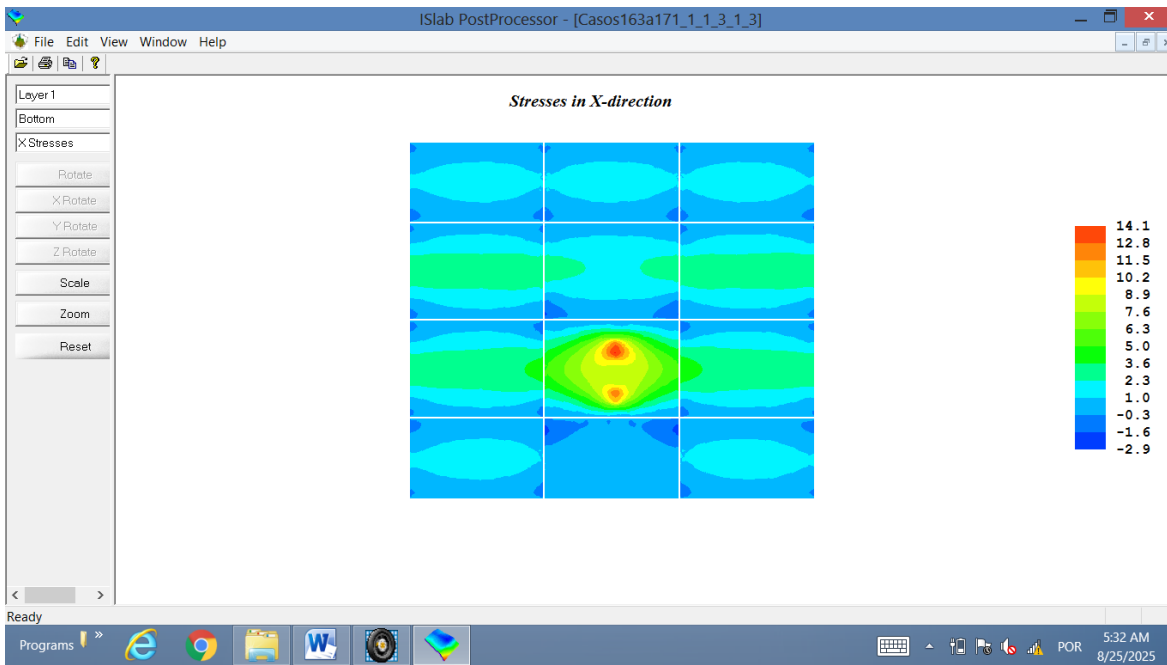 ISlab PostProcessor - [Casos163a171_1_1_3_1_3]
File Edit View Window Help
Layer 1
Bottom
X Stresses
Rotate
X Rotate
Y Rotate
Z Rotate
Scale
Zoom
Reset
Stresses in X-direction
14.1
12.8
11.5
10.2
8.9
7.6
6.3
5.0
3.6
2.3
1.0
-0.3
-1.6
-2.9
Ready
Programs
POR
5:32 AM
8/25/2025